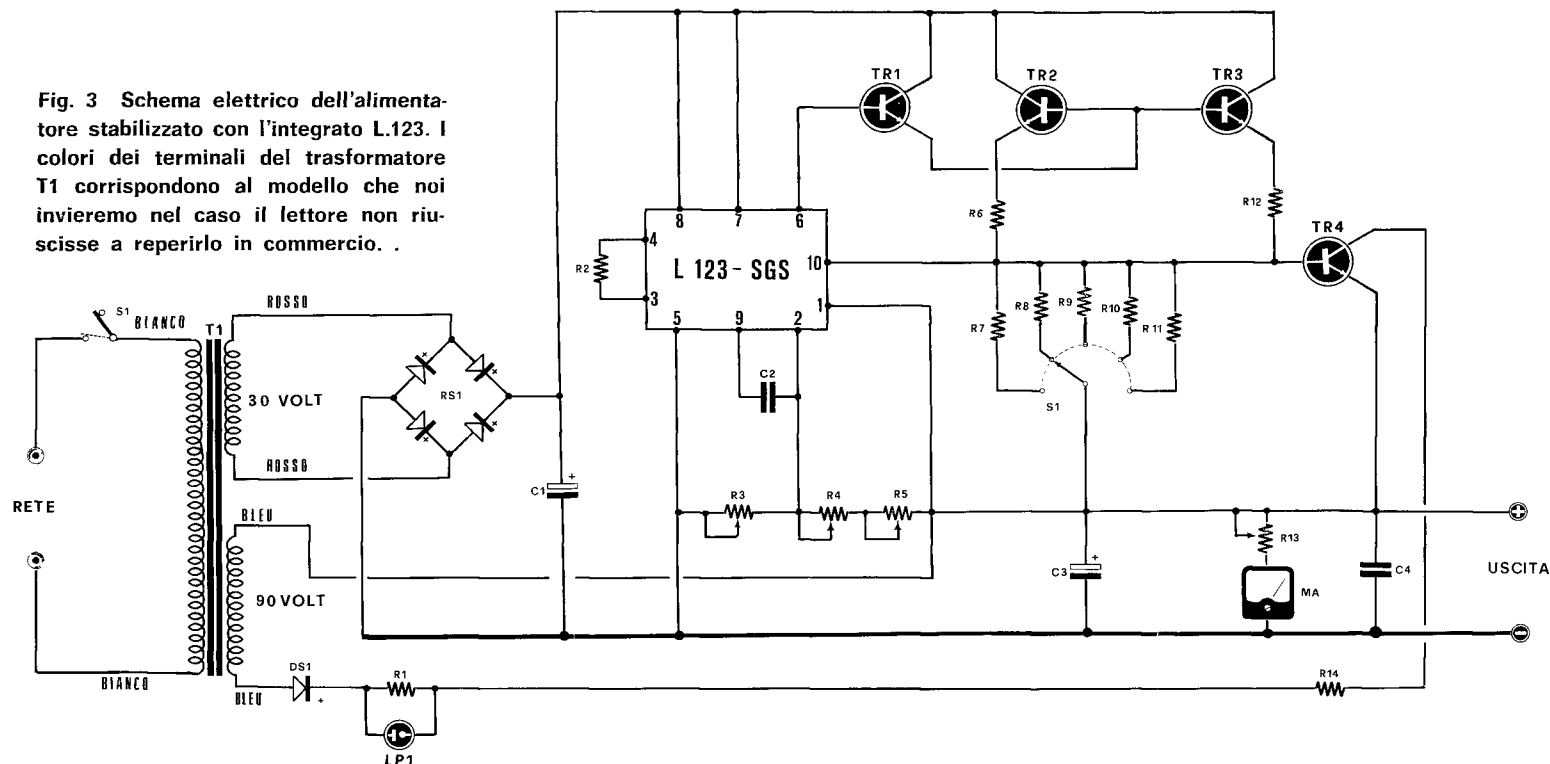 Fig. 3 Schema elettrico dell'alimenta-
tore stabilizzato con l'integrato L.123. I
colori dei terminali del trasformatore
T1 corrispondono al modello che noi
invieremo nel caso il lettore non riu-
scisse a reperirlo in commercio. .
TR1
TR2
TR3
R6
R12
TR4
8
7
6
4
3
L 123-SGS
10
1
5
9
2
R2
R8
R9
R10
R7
R11
S1
C2
S1
BIANCO
T1
ROSSO
30 VOLT
RS1
ROSSO
RETE
BLEU
90 VOLT
C1
+
R3
R4
R5
C3
+
R13
MA
C4
+
USCITA
-
BIANCO
BLEU
DS1
+
R1
LP1
R14